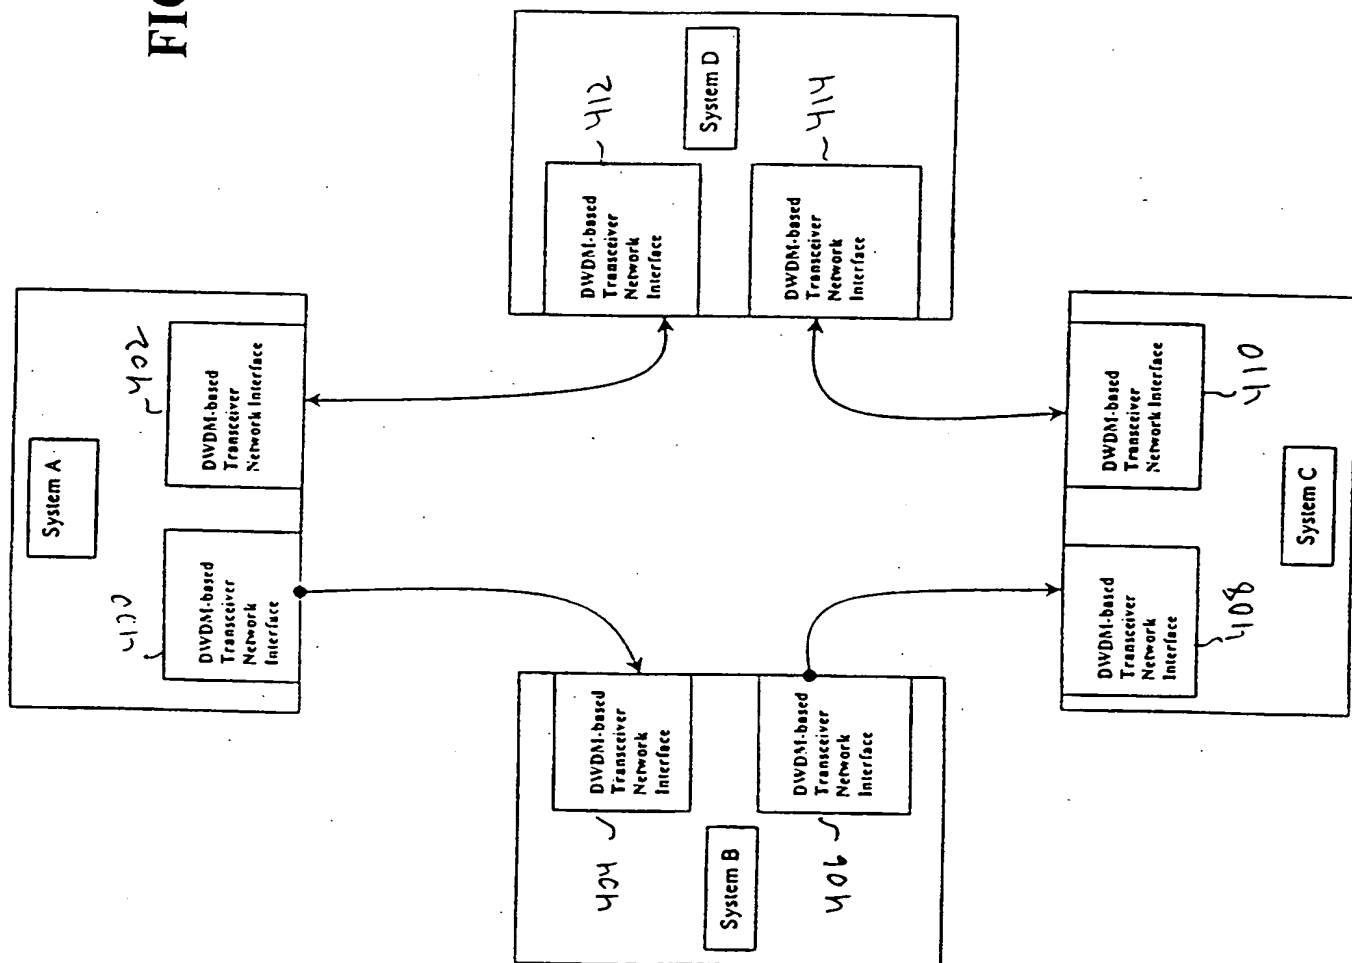 FIG
System A
400
DWDM-based
Transceiver
Network
Interface
402
DWDM-based
Transceiver
Network Interface
System B
404
DWDM-based
Transceiver
Network
Interface
406
DWDM-based
Transceiver
Network
Interface
System D
412
DWDM-based
Transceiver
Network
Interface
414
DWDM-based
Transceiver
Network
Interface
System C
408
DWDM-based
Transceiver
Network
Interface
410
DWDM-based
Transceiver
Network Interface